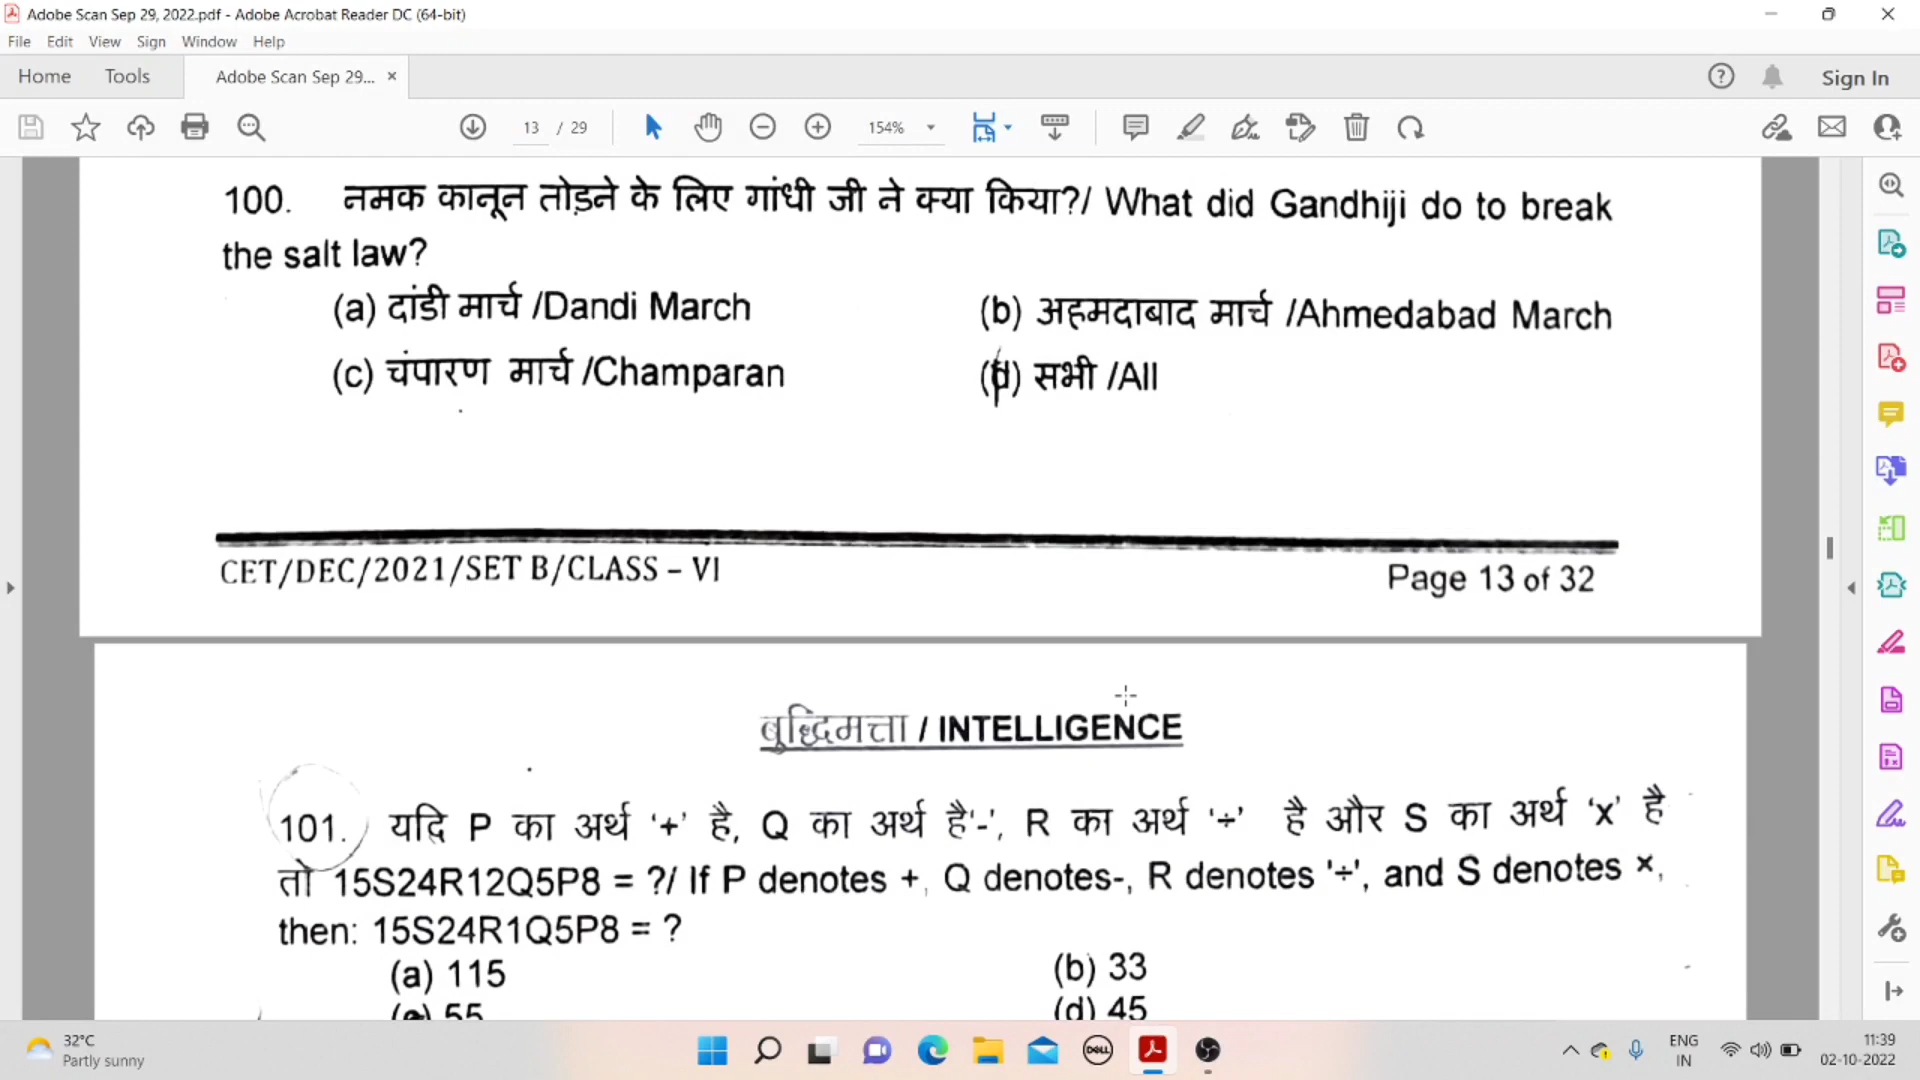 Adobe Scan Sep 29, 2022.pdf - Adobe Acrobat Reader DC (64-bit)
File Edit View Sign Window Help
Home Tools Adobe Scan Sep 29... × Sign In
13 / 29 154%
100. नमक कानून तोड़ने के लिए गांधी जी ने क्या किया?/ What did Gandhiji do to break
the salt law?
(a) दांडी मार्च /Dandi March (b) अहमदाबाद मार्च /Ahmedabad March
(c) चंपारण मार्च /Champaran (d) सभी /All
CET/DEC/2021/SET B/CLASS – VI Page 13 of 32
बुद्धिमत्ता / INTELLIGENCE
101. यदि P का अर्थ ‘+’ है, Q का अर्थ है‘-’, R का अर्थ ‘÷’ है और S का अर्थ ‘x’ है
तो 15S24R12Q5P8 = ?/ If P denotes +, Q denotes-, R denotes '÷', and S denotes ×,
then: 15S24R1Q5P8 = ?
(a) 115 (b) 33
(c) 55 (d) 45
32°C
Partly sunny
DELL
ENG
IN
11:39
02-10-2022